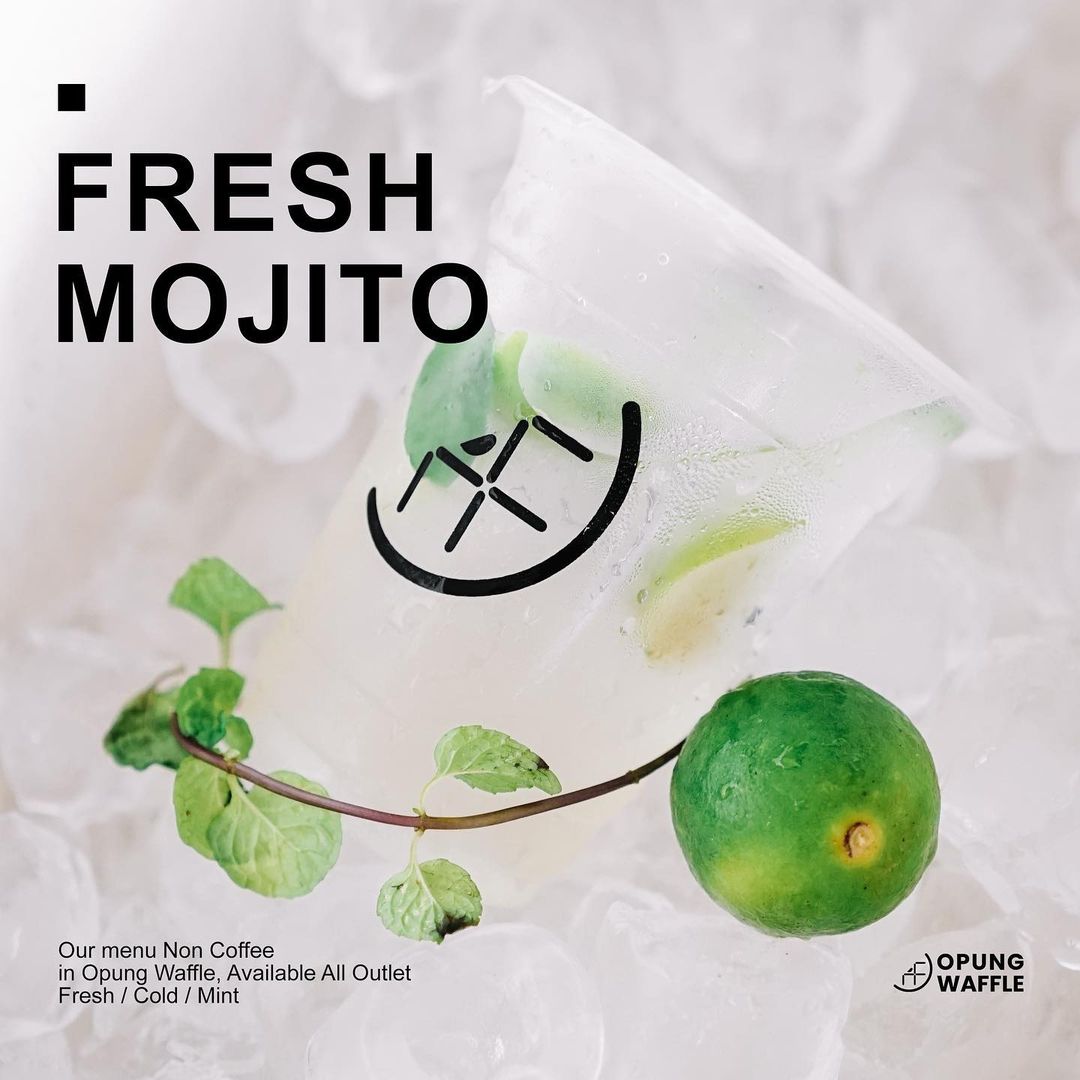 FRESH
MOJITO
Our menu Non Coffee
in Opung Waffle, Available All Outlet
Fresh / Cold / Mint
OPUNG
WAFFLE